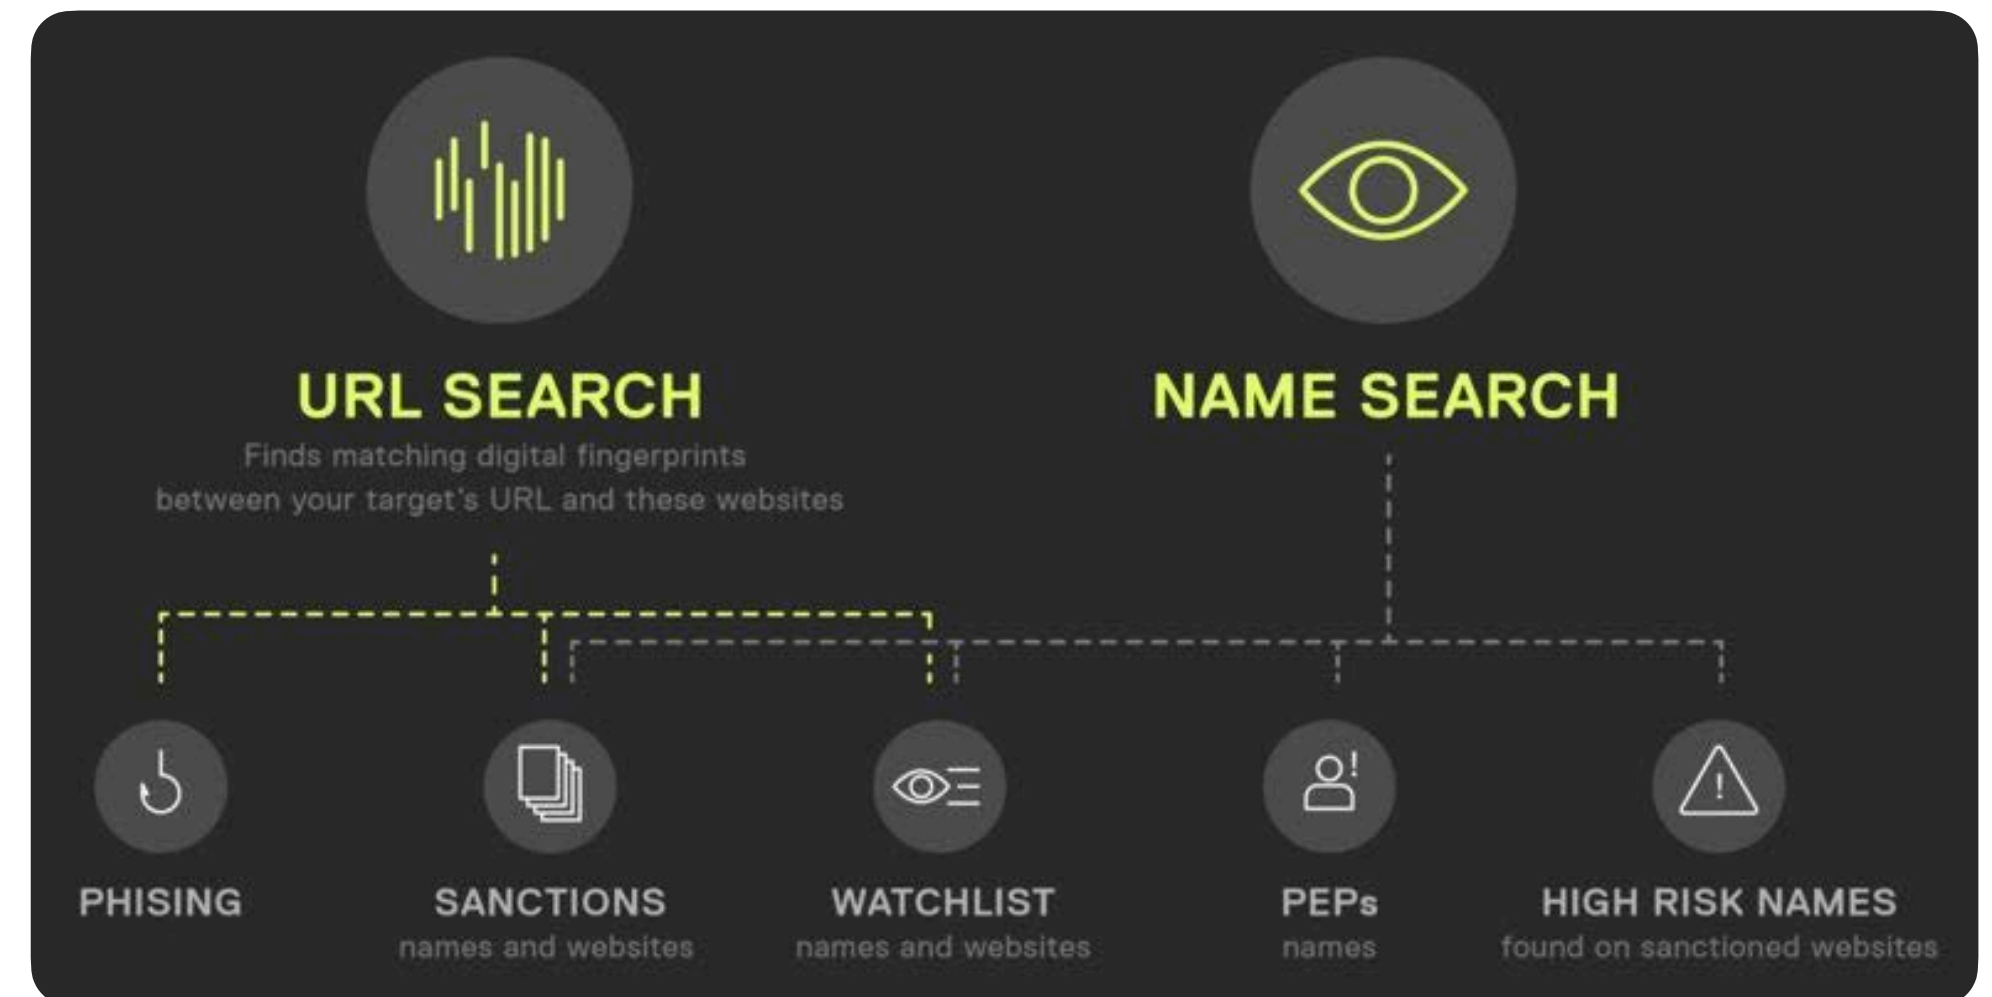 URL SEARCH
Finds matching digital fingerprints
between your target's URL and these websites
NAME SEARCH
PHISING
SANCTIONS
names and websites
WATCHLIST
names and websites
PEPs
names
HIGH RISK NAMES
found on sanctioned websites